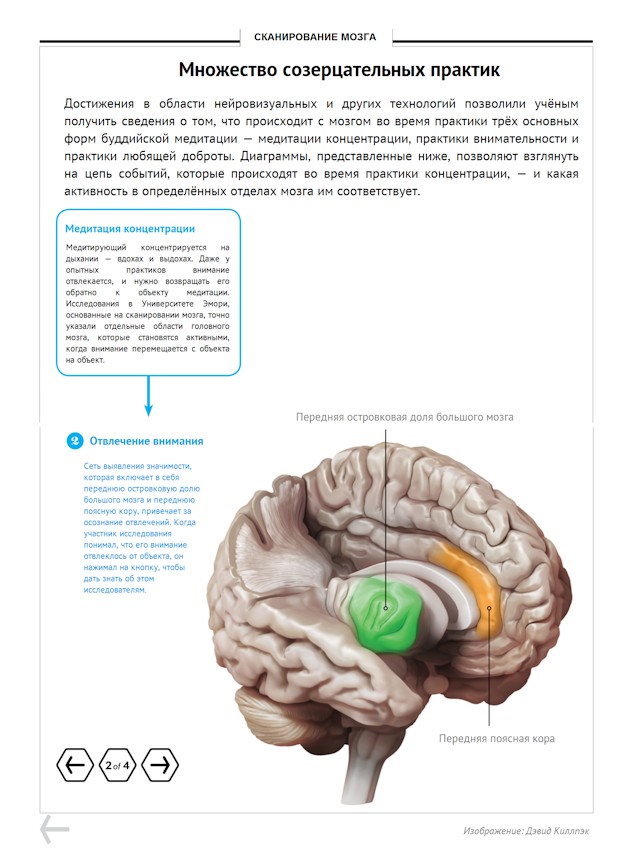 СКАНИРОВАНИЕ МОЗГА
Множество созерцательных практик
Достижения в области нейровизуальных и других технологий позволили учёным
получить сведения о том, что происходит с мозгом во время практики трёх основных
форм буддийской медитации — медитации концентрации, практики внимательности и
практики любящей доброты. Диаграммы, представленные ниже, позволяют взглянуть
на цепь событий, которые происходят во время практики концентрации, — и какая
активность в определённых отделах мозга им соответствует.
Медитация концентрации
Медитирующий концентрируется на
дыхании — вдохах и выдохах. Даже у
опытных практиков внимание
отвлекается, и нужно возвращать его
обратно к объекту медитации.
Исследования в Университете Эмори,
основанные на сканировании мозга, точно
указали отдельные области головного
мозга, которые становятся активными,
когда внимание перемещается с объекта
на объект.
Передняя островковая доля большого мозга
2 Отвлечение внимания
Сеть выявления значимости,
которая включает в себя
переднюю островковую долю
большого мозга и переднюю
поясную кору, привечает за
осознание отвлечений. Когда
участник исследования
понимал, что его внимание
отвлеклось от объекта, он
нажимал на кнопку, чтобы
дать знать об этом
исследователям.
Передняя поясная кора
2 of 4
Изображение: Дэвид Киллпэк